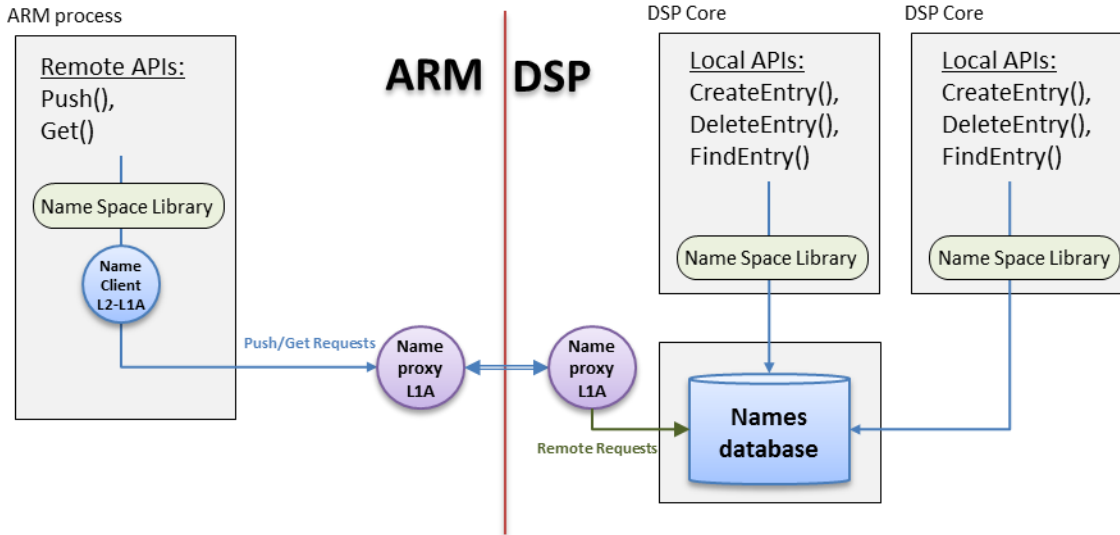 ARM process
Remote APIs:
Push(),
Get()
Name Space Library
Name
Client
L2-L1A
Push/Get Requests
Name
proxy
L1A
ARM
DSP
Name
proxy
L1A
Remote Requests
DSP Core
Local APIs:
CreateEntry(),
DeleteEntry(),
FindEntry()
Name Space Library
DSP Core
Local APIs:
CreateEntry(),
DeleteEntry(),
FindEntry()
Name Space Library
Names
database